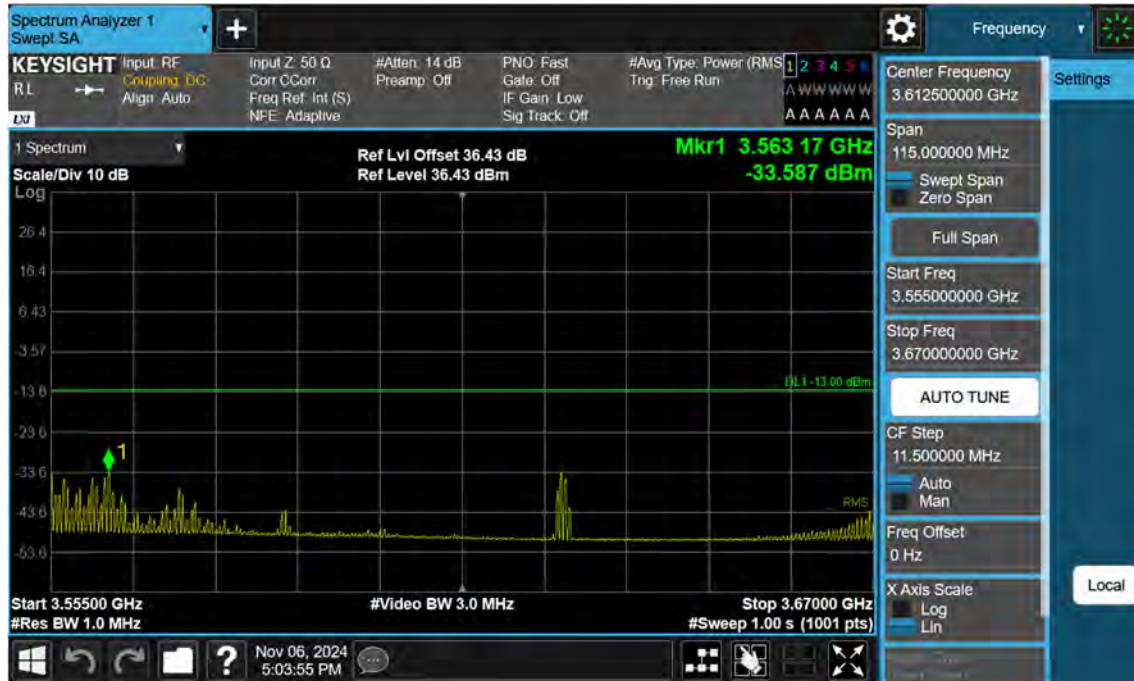 Spectrum Analyzer 1
Swept SA
+
Frequency
KEYSIGHT
RL
LXI
Input: RF
Coupling: DC
Align: Auto
Input Z: 50 Ω
Corr CCorr
Freq Ref: Int (S)
NFE: Adaptive
#Atten: 14 dB
Preamp: Off
PNO: Fast
Gate: Off
IF Gain: Low
Sig Track: Off
#Avg Type: Power (RMS
Trig: Free Run
1 2 3 4 5 6
A W W W W W
A A A A A A
1 Spectrum
Scale/Div 10 dB
Log
Ref Lvl Offset 36.43 dB
Ref Level 36.43 dBm
Mkr1 3.563 17 GHz
-33.587 dBm
26.4
16.4
6.43
-3.57
-13.6
-23.6
-33.6
-43.6
-53.6
DL1 -13.00 dBm
1
RMS
Start 3.55500 GHz
#Res BW 1.0 MHz
#Video BW 3.0 MHz
Stop 3.67000 GHz
#Sweep 1.00 s (1001 pts)
Center Frequency
3.612500000 GHz
Span
115.000000 MHz
Swept Span
Zero Span
Full Span
Start Freq
3.555000000 GHz
Stop Freq
3.670000000 GHz
AUTO TUNE
CF Step
11.500000 MHz
Auto
Man
Freq Offset
0 Hz
X Axis Scale
Log
Lin
Settings
Local
?
Nov 06, 2024
5:03:55 PM